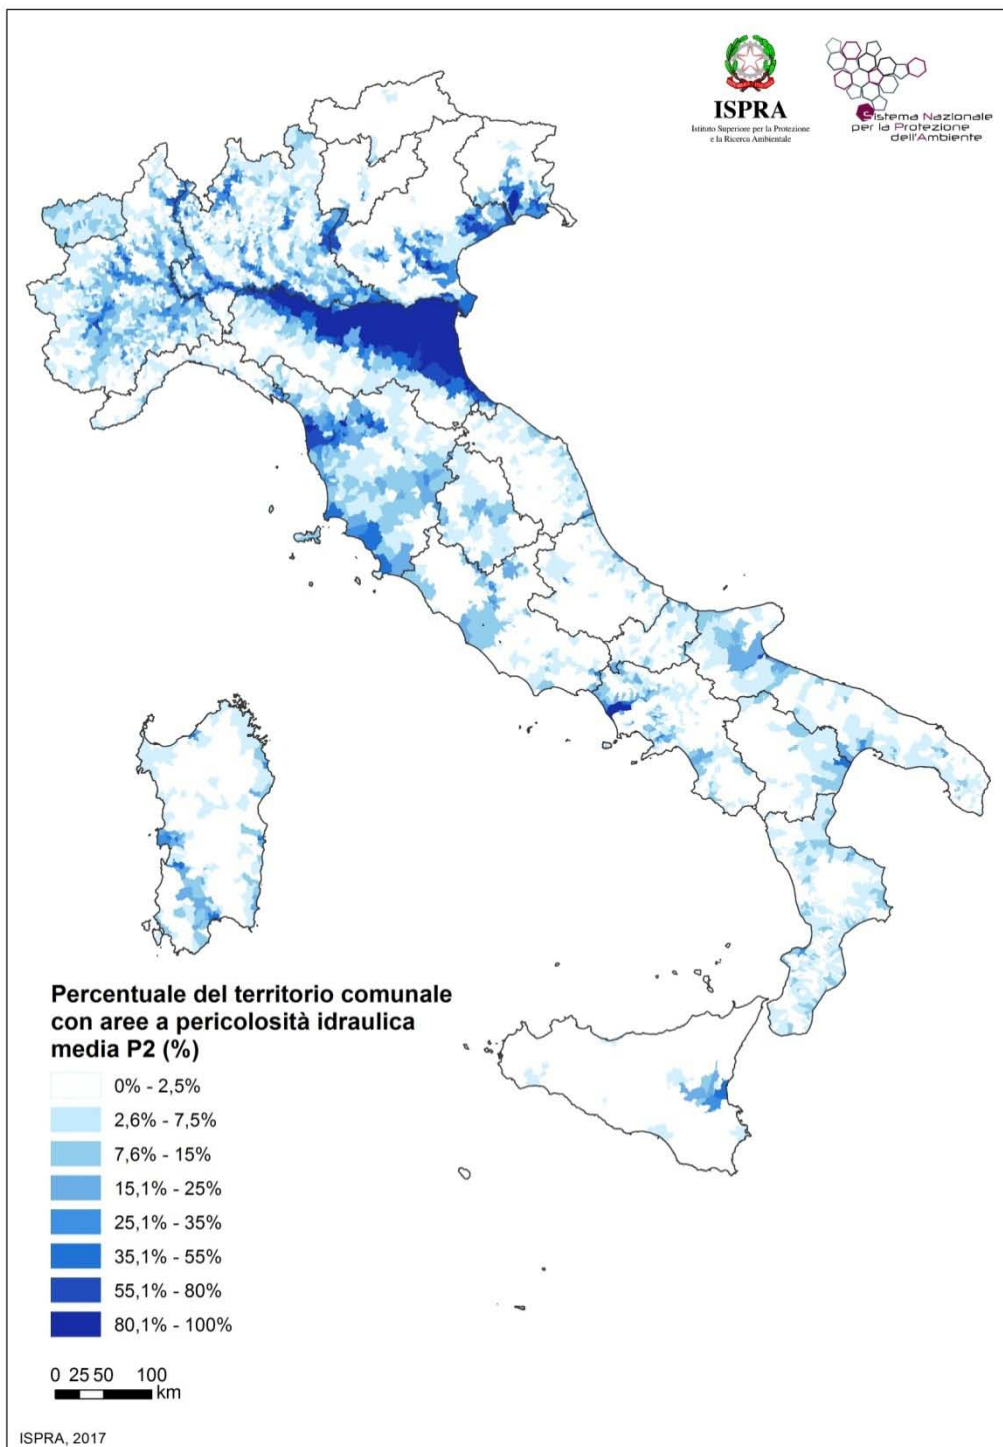 ISPRA
Istituto Superiore per la Protezione
e la Ricerca Ambientale
Sistema Nazionale
per la Protezione
dell'Ambiente
Percentuale del territorio comunale
con aree a pericolosità idraulica
media P2 (%)
0% - 2,5%
2,6% - 7,5%
7,6% - 15%
15,1% - 25%
25,1% - 35%
35,1% - 55%
55,1% - 80%
80,1% - 100%
0 25 50 100
km
ISPRA, 2017